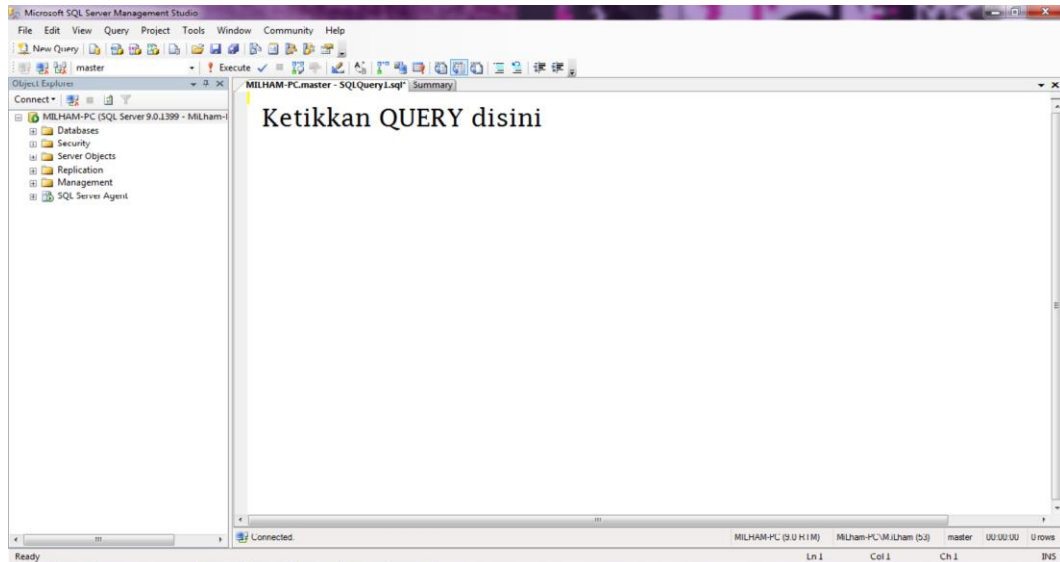 Microsoft SQL Server Management Studio
File Edit View Query Project Tools Window Community Help
New Query
master Execute
Object Explorer
MILHAM-PC.master - SQLQuery1.sql* Summary
Connect
Ketikkan QUERY disini
MILHAM-PC (SQL Server 9.0.1399 - MiLham-
Databases
Security
Server Objects
Replication
Management
SQL Server Agent
Connected. MILHAM-PC (9.0 RTM) MiLham-PC\MiLham (53) master 00:00:00 0 rows
Ready Ln 1 Col 1 Ch 1 INS